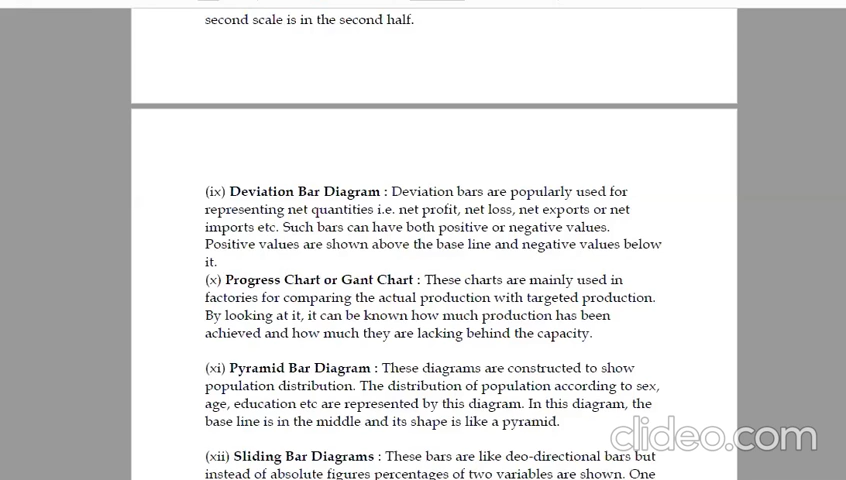 second scale is in the second half.
(ix) Deviation Bar Diagram : Deviation bars are popularly used for
representing net quantities i.e. net profit, net loss, net exports or net
imports etc. Such bars can have both positive or negative values.
Positive values are shown above the base line and negative values below
it.
(x) Progress Chart or Gant Chart : These charts are mainly used in
factories for comparing the actual production with targeted production.
By looking at it, it can be known how much production has been
achieved and how much they are lacking behind the capacity.
(xi) Pyramid Bar Diagram : These diagrams are constructed to show
population distribution. The distribution of population according to sex,
age, education etc are represented by this diagram. In this diagram, the
base line is in the middle and its shape is like a pyramid.
clideo.com
(xii) Sliding Bar Diagrams : These bars are like deo-directional bars but
instead of absolute figures percentages of two variables are shown. One